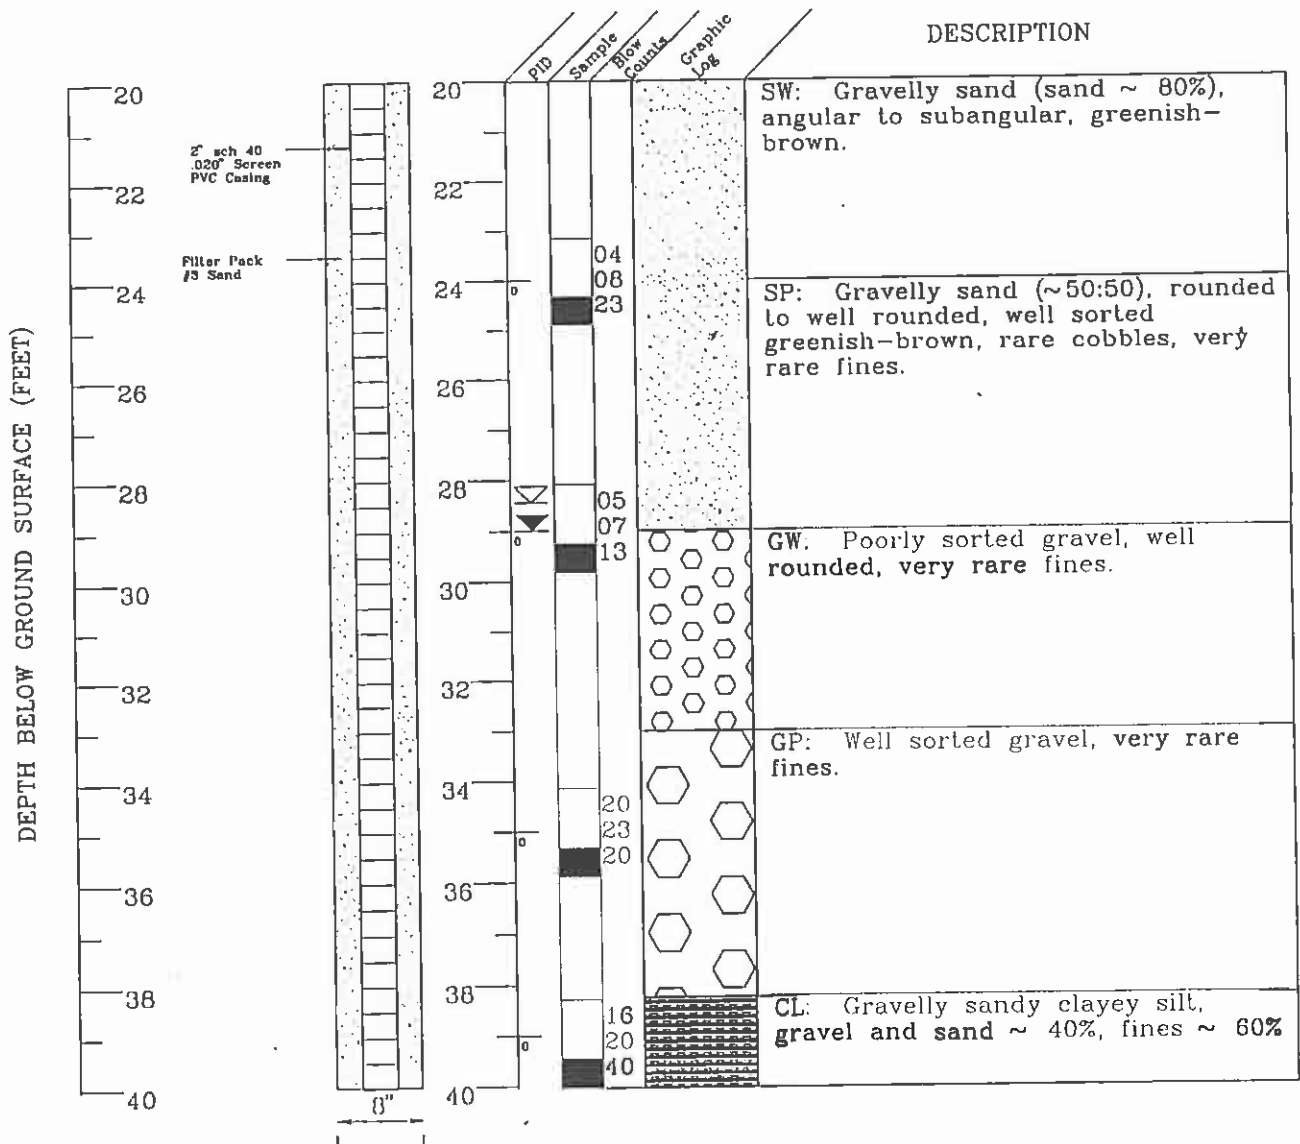 DESCRIPTION
PID
Sample
Blow
Counts
Graphic
Log
DEPTH BELOW GROUND SURFACE (FEET)
20
22
24
26
28
30
32
34
36
38
40
2" sch 40
.020" Screen
PVC Casing
Filter Pack
#3 Sand
8"
20
22
24
26
28
30
32
34
36
38
40
0
0
0
0
04
08
23
05
07
13
20
23
20
16
20
40
SW: Gravelly sand (sand ~ 80%),
angular to subangular, greenish-
brown.
SP: Gravelly sand (~50:50), rounded
to well rounded, well sorted
greenish-brown, rare cobbles, very
rare fines.
GW: Poorly sorted gravel, well
rounded, very rare fines.
GP: Well sorted gravel, very rare
fines.
CL: Gravelly sandy clayey silt,
gravel and sand ~ 40%, fines ~ 60%